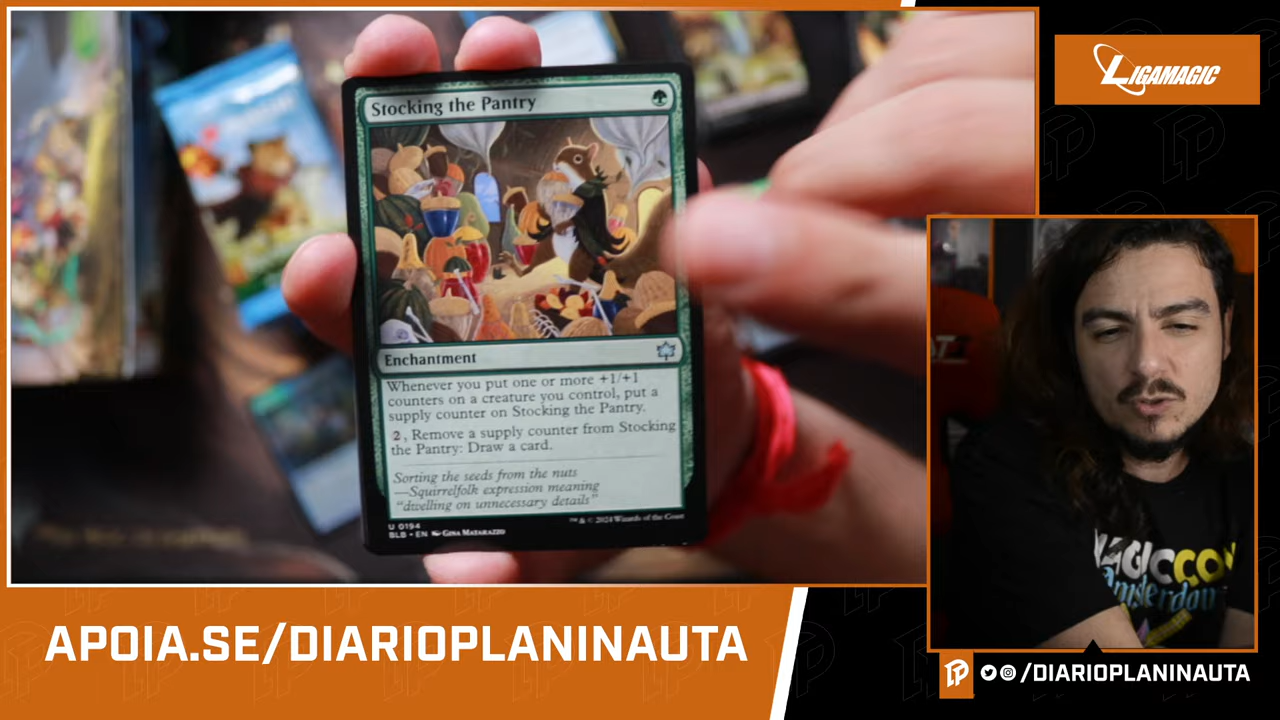 Stocking the Pantry
Enchantment
Whenever you put one or more +1/+1
counters on a creature you control, put a
supply counter on Stocking the Pantry.
2, Remove a supply counter from Stocking
the Pantry: Draw a card.
Sorting the seeds from the nuts
—Squirrelfolk expression meaning
"dwelling on unnecessary details"
U 0194
BLB • EN GINA MATARAZZO
™ & © 2024 Wizards of the Coast
LIGAMAGIC
MAGICCON
Amsterdam
APOIA.SE/DIARIOPLANINAUTA
/DIARIOPLANINAUTA